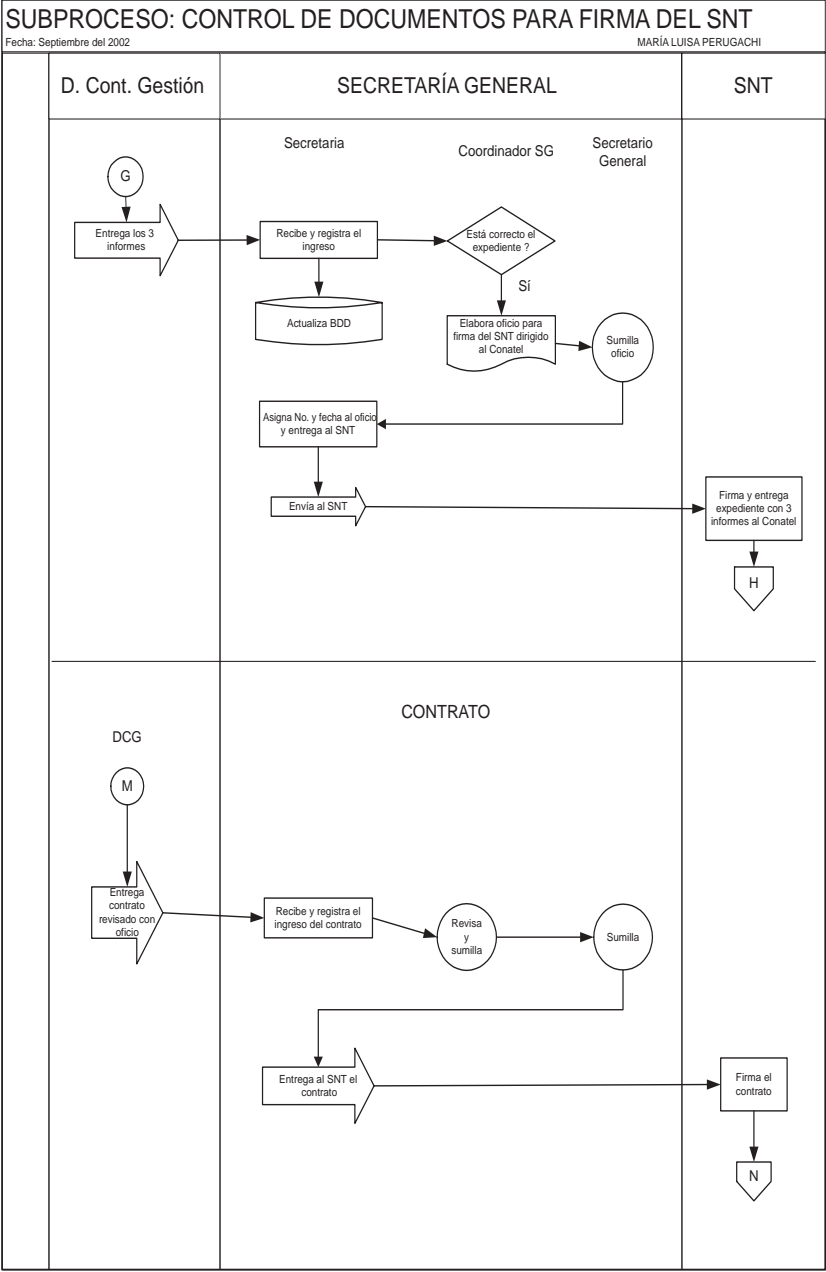 SUBPROCESO: CONTROL DE DOCUMENTOS PARA FIRMA DEL SNT
Fecha: Septiembre del 2002
MARÍA LUISA PERUGACHI
D. Cont. Gestión
SECRETARÍA GENERAL
SNT
Secretaria
Coordinador SG
Secretario
General
G
Entrega los 3
informes
Recibe y registra el
ingreso
Está correcto el
expediente ?
Sí
Actualiza BDD
Elabora oficio para
firma del SNT dirigido
al Conatel
Sumilla
oficio
Asigna No. y fecha al oficio
y entrega al SNT
Envía al SNT
Firma y entrega
expediente con 3
informes al Conatel
H
CONTRATO
DCG
M
Entrega
contrato
revisado con
oficio
Recibe y registra el
ingreso del contrato
Revisa
y
sumilla
Sumilla
Entrega al SNT el
contrato
Firma el
contrato
N